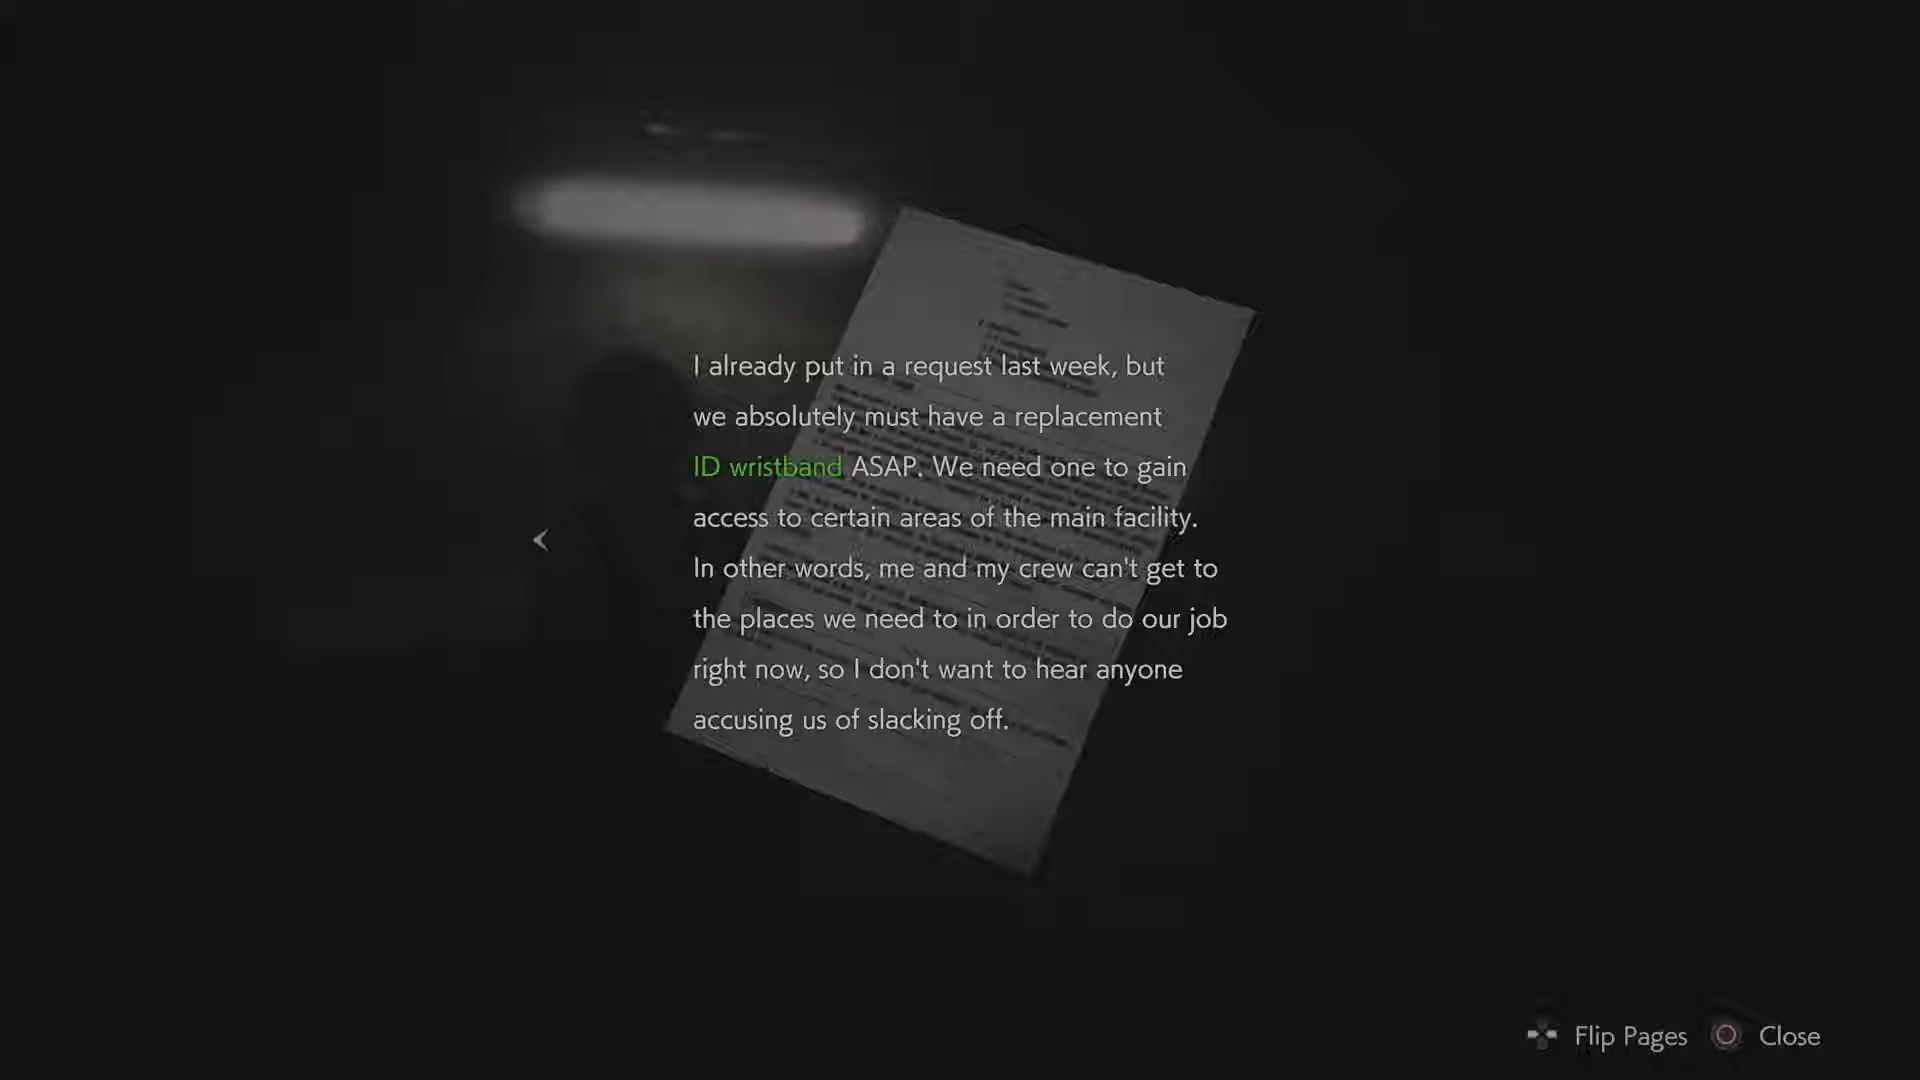 I already put in a request last week, but
we absolutely must have a replacement
ID wristband ASAP. We need one to gain
access to certain areas of the main facility.
In other words, me and my crew can't get to
the places we need to in order to do our job
right now, so I don't want to hear anyone
accusing us of slacking off.
Flip Pages Close